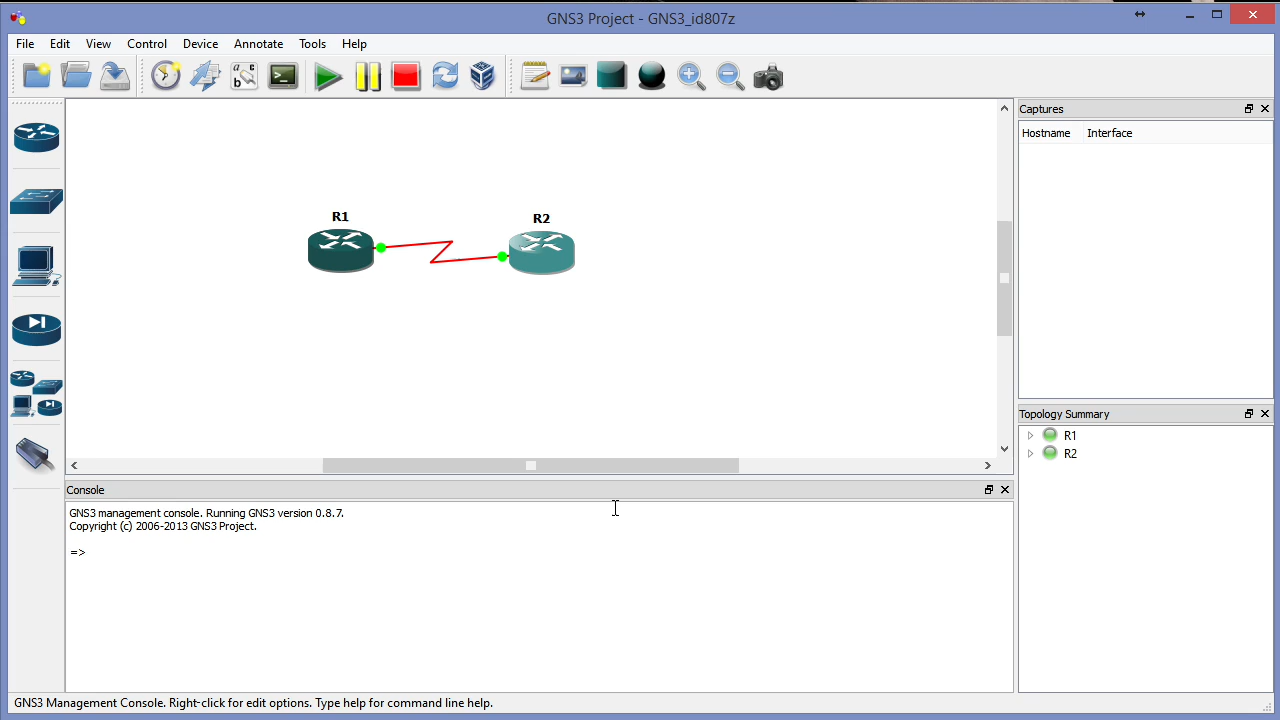 GNS3 Project - GNS3_id807z
File Edit View Control Device Annotate Tools Help
a
b c
Captures
Hostname Interface
R1
R2
Topology Summary
R1
R2
Console
GNS3 management console. Running GNS3 version 0.8.7.
Copyright (c) 2006-2013 GNS3 Project.
=>
GNS3 Management Console. Right-click for edit options. Type help for command line help.